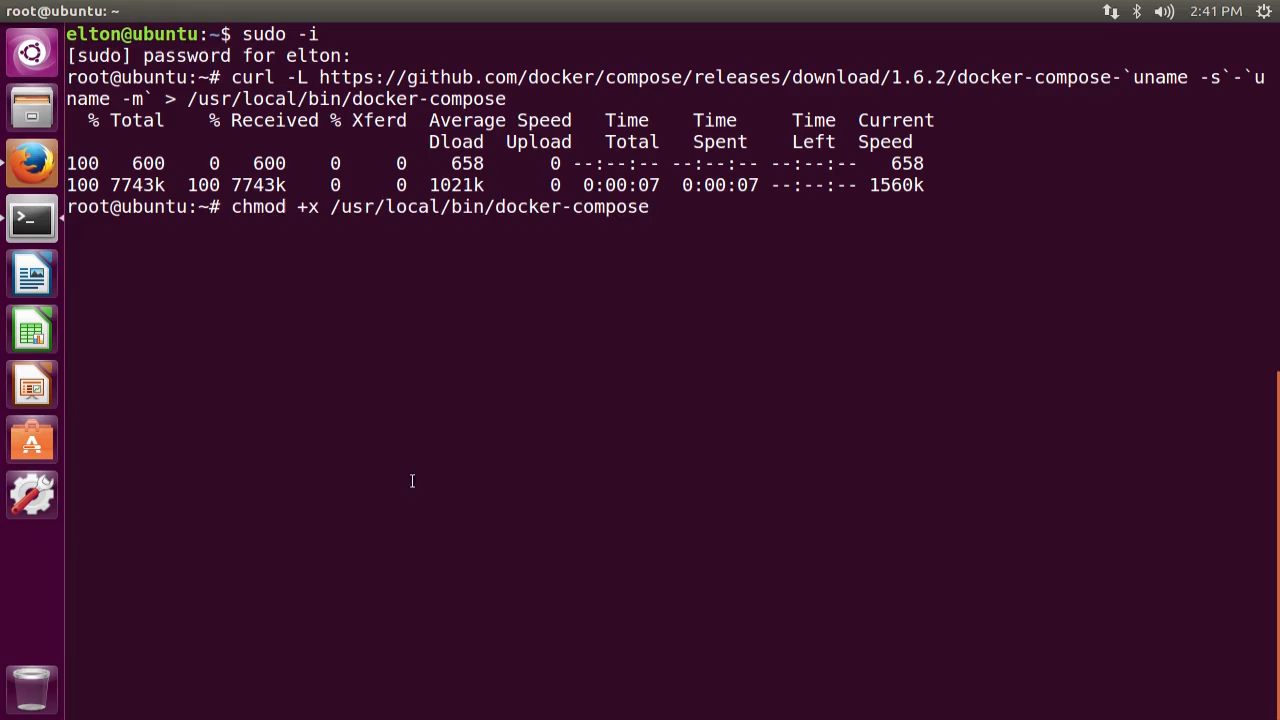 root@ubuntu: ~
2:41 PM
elton@ubuntu:~$ sudo -i
[sudo] password for elton:
root@ubuntu:~# curl -L https://github.com/docker/compose/releases/download/1.6.2/docker-compose-`uname -s`-`u
name -m` > /usr/local/bin/docker-compose
  % Total    % Received % Xferd  Average Speed   Time    Time     Time  Current
                                 Dload  Upload   Total   Spent    Left  Speed
100   600    0   600    0     0    658      0 --:--:-- --:--:-- --:--:--   658
100 7743k  100 7743k    0     0  1021k      0  0:00:07  0:00:07 --:--:-- 1560k
root@ubuntu:~# chmod +x /usr/local/bin/docker-compose